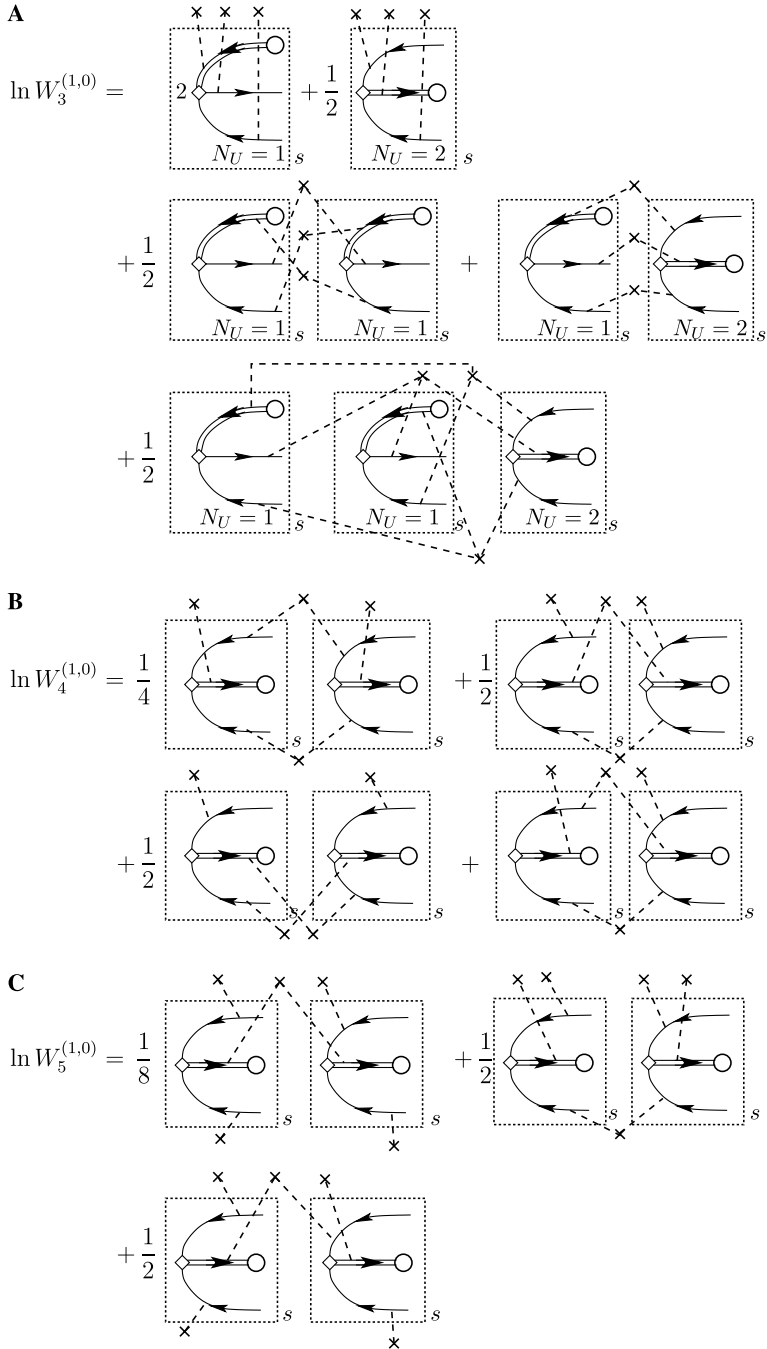 A
ln W_3^{(1,0)} = 2 N_U = 1 s + 1/2 N_U = 2 s
+ 1/2 N_U = 1 s N_U = 1 s + N_U = 1 s N_U = 2 s
+ 1/2 N_U = 1 s N_U = 1 s N_U = 2 s
B
ln W_4^{(1,0)} = 1/4 s s + 1/2 s s
+ 1/2 s s + s s
C
ln W_5^{(1,0)} = 1/8 s s + 1/2 s s
+ 1/2 s s